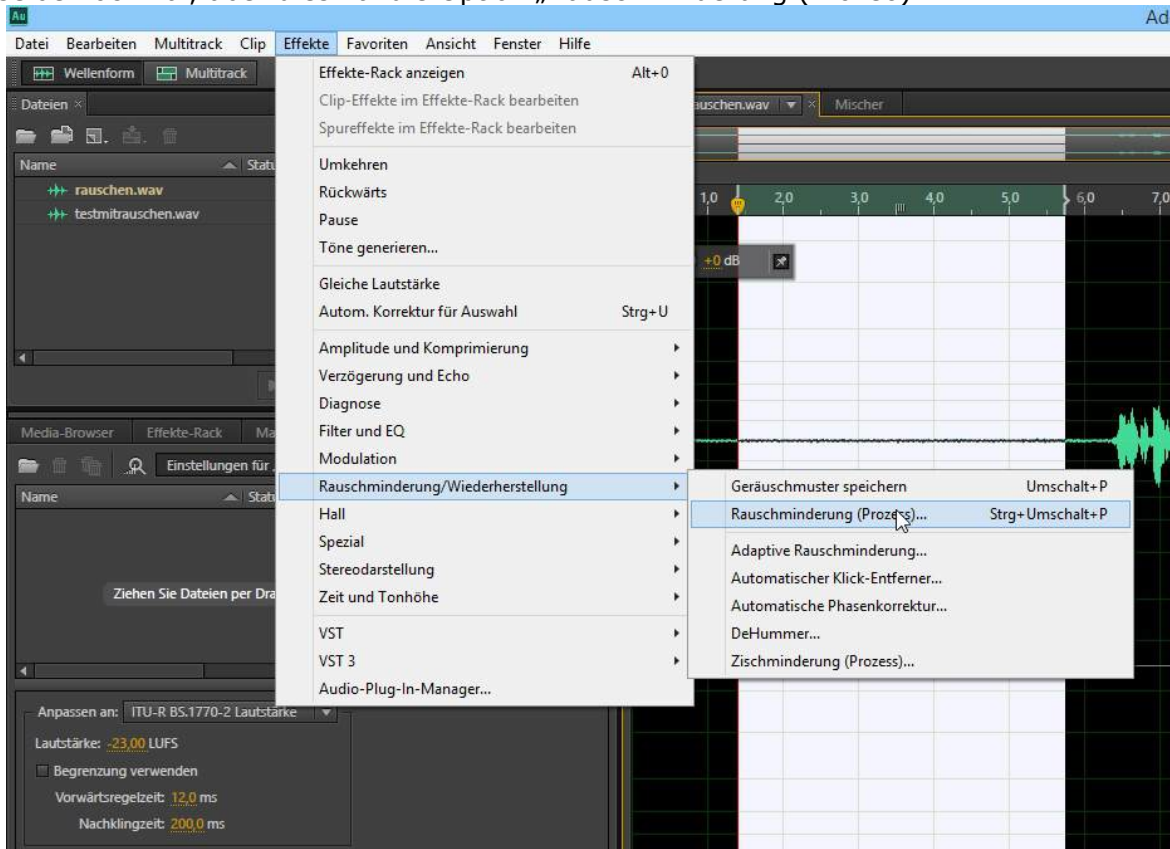 Au
Ad
Datei Bearbeiten Multitrack Clip Effekte Favoriten Ansicht Fenster Hilfe
Wellenform Multitrack
Dateien
Name Statu
rauschen.wav
testmitrauschen.wav
Media-Browser Effekte-Rack Ma
Einstellungen für
Name Statu
Ziehen Sie Dateien per Dra
Anpassen an: ITU-R BS.1770-2 Lautstärke
Lautstärke: -23,00 LUFS
Begrenzung verwenden
Vorwärtsregelzeit: 12,0 ms
Nachklingzeit: 200,0 ms
Effekte-Rack anzeigen Alt+0
Clip-Effekte im Effekte-Rack bearbeiten
Spureffekte im Effekte-Rack bearbeiten
Umkehren
Rückwärts
Pause
Töne generieren...
Gleiche Lautstärke
Autom. Korrektur für Auswahl Strg+U
Amplitude und Komprimierung
Verzögerung und Echo
Diagnose
Filter und EQ
Modulation
Rauschminderung/Wiederherstellung
Hall
Spezial
Stereodarstellung
Zeit und Tonhöhe
VST
VST 3
Audio-Plug-In-Manager...
Geräuschmuster speichern Umschalt+P
Rauschminderung (Prozess)... Strg+Umschalt+P
Adaptive Rauschminderung...
Automatischer Klick-Entferner...
Automatische Phasenkorrektur...
DeHummer...
Zischminderung (Prozess)...
auschen.wav Mischer
1,0 2,0 3,0 4,0 5,0 6,0 7,0
+0 dB